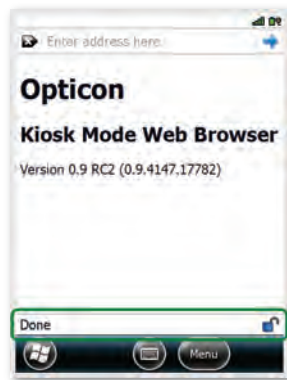 Enter address here
Opticon
Kiosk Mode Web Browser
Version 0.9 RC2 (0.9.4147.17782)
Done
Menu